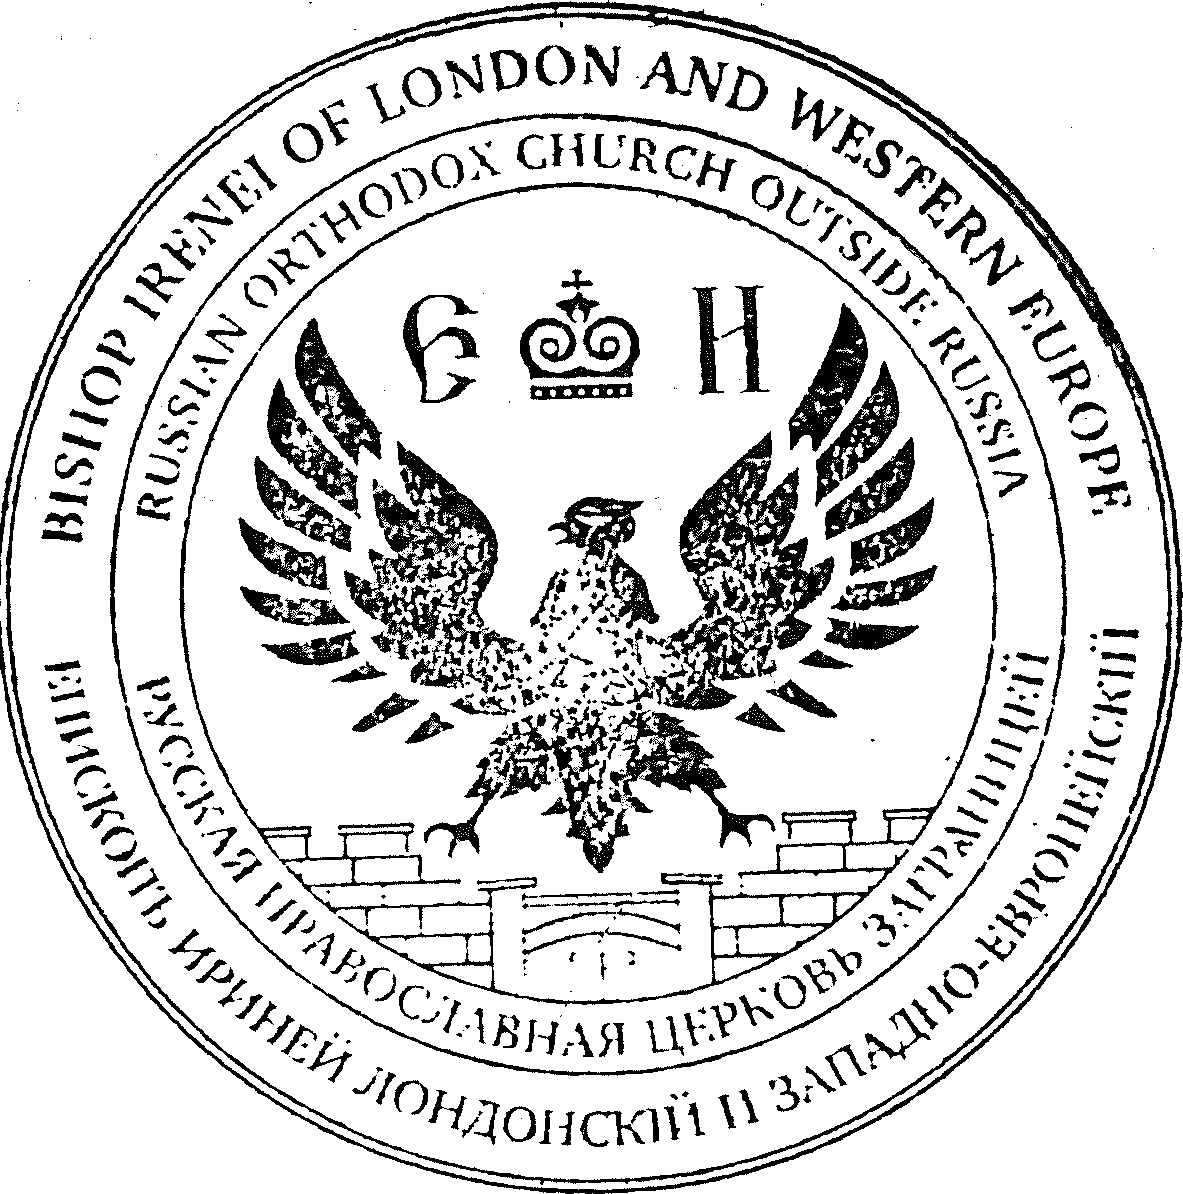 BISHOP IRENEI OF LONDON AND WESTERN EUROPE
RUSSIAN ORTHODOX CHURCH OUTSIDE RUSSIA
Є И
РУССКАЯ ПРАВОСЛАВНАЯ ЦЕРКОВЬ ЗАГРАНИЦЕЙ
ЕПИСКОПЪ ИРИНЕЙ ЛОНДОНСКІЙ И ЗАПАДНО-ЕВРОПЕЙСКІЙ